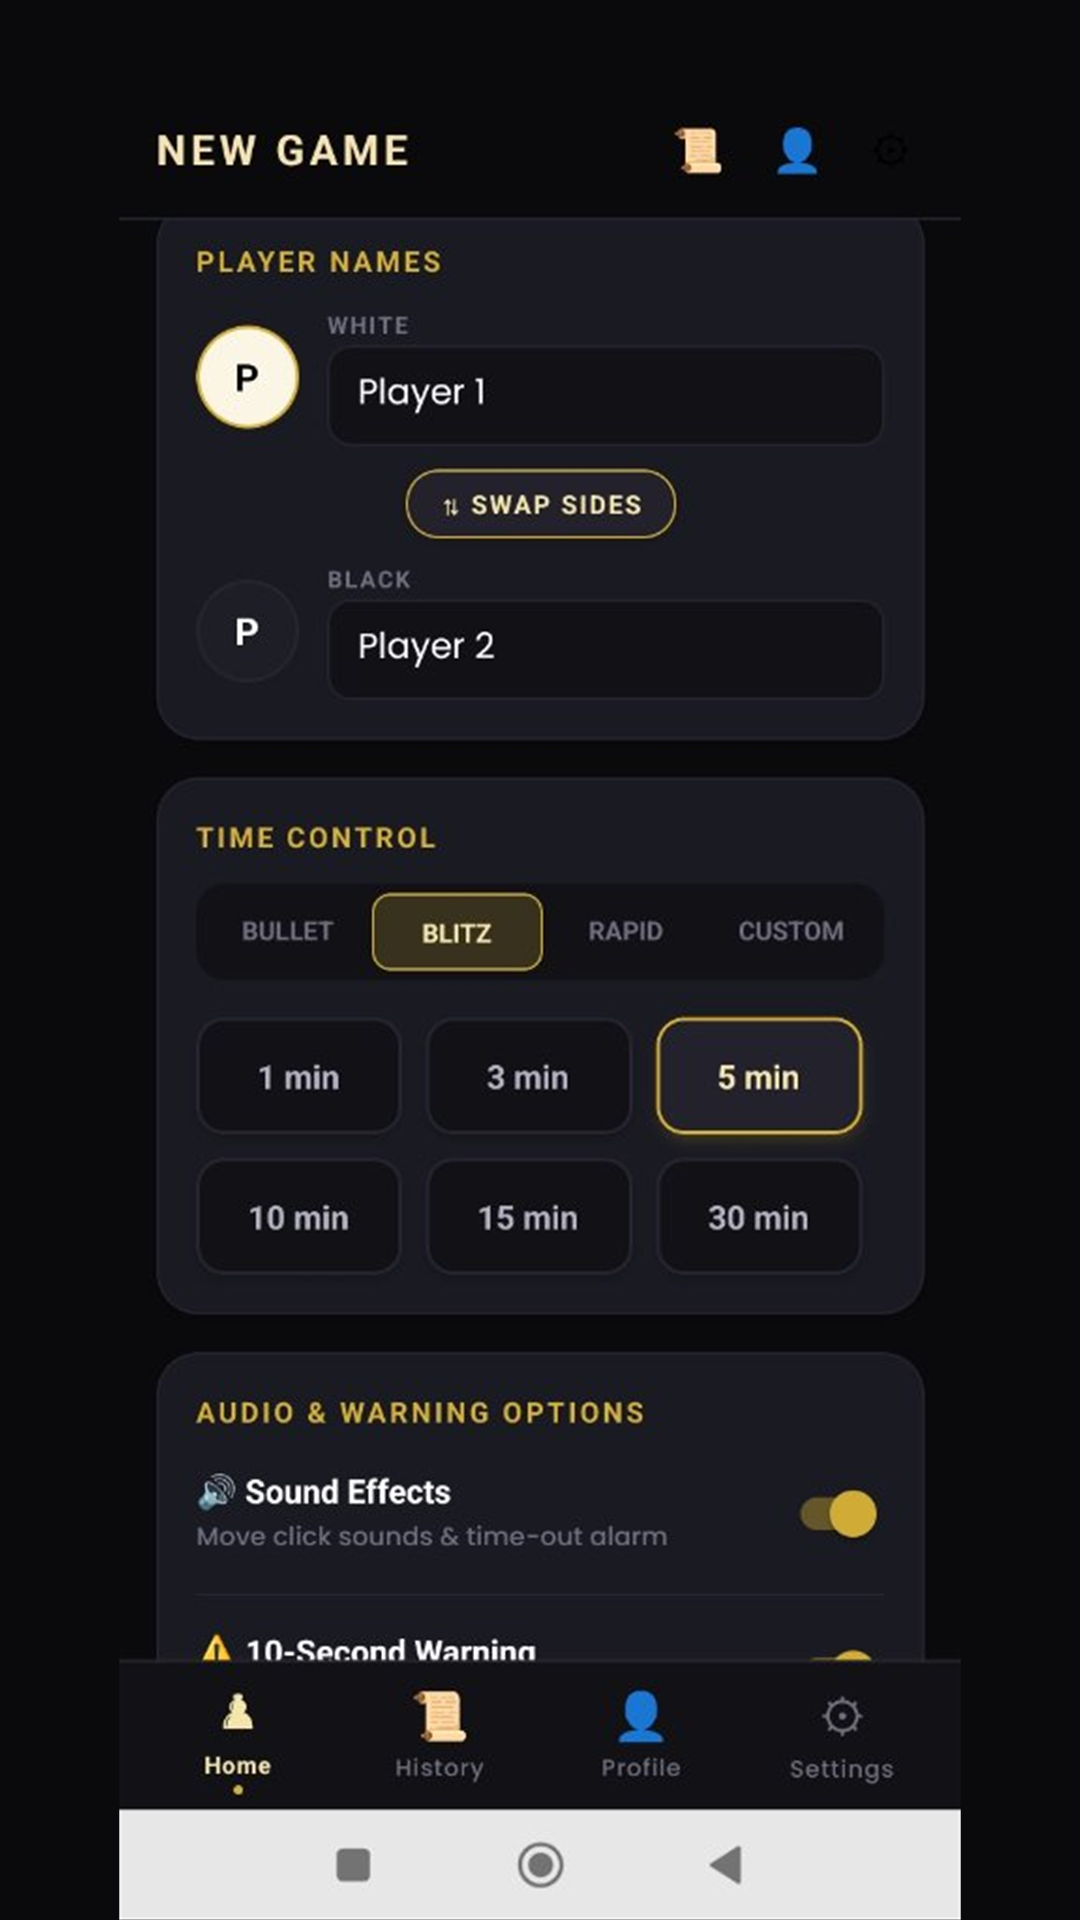 NEW GAME
PLAYER NAMES
WHITE
P
Player 1
⇅ SWAP SIDES
BLACK
P
Player 2
TIME CONTROL
BULLET BLITZ RAPID CUSTOM
1 min 3 min 5 min
10 min 15 min 30 min
AUDIO & WARNING OPTIONS
Sound Effects
Move click sounds & time-out alarm
10-Second Warning
Home History Profile Settings